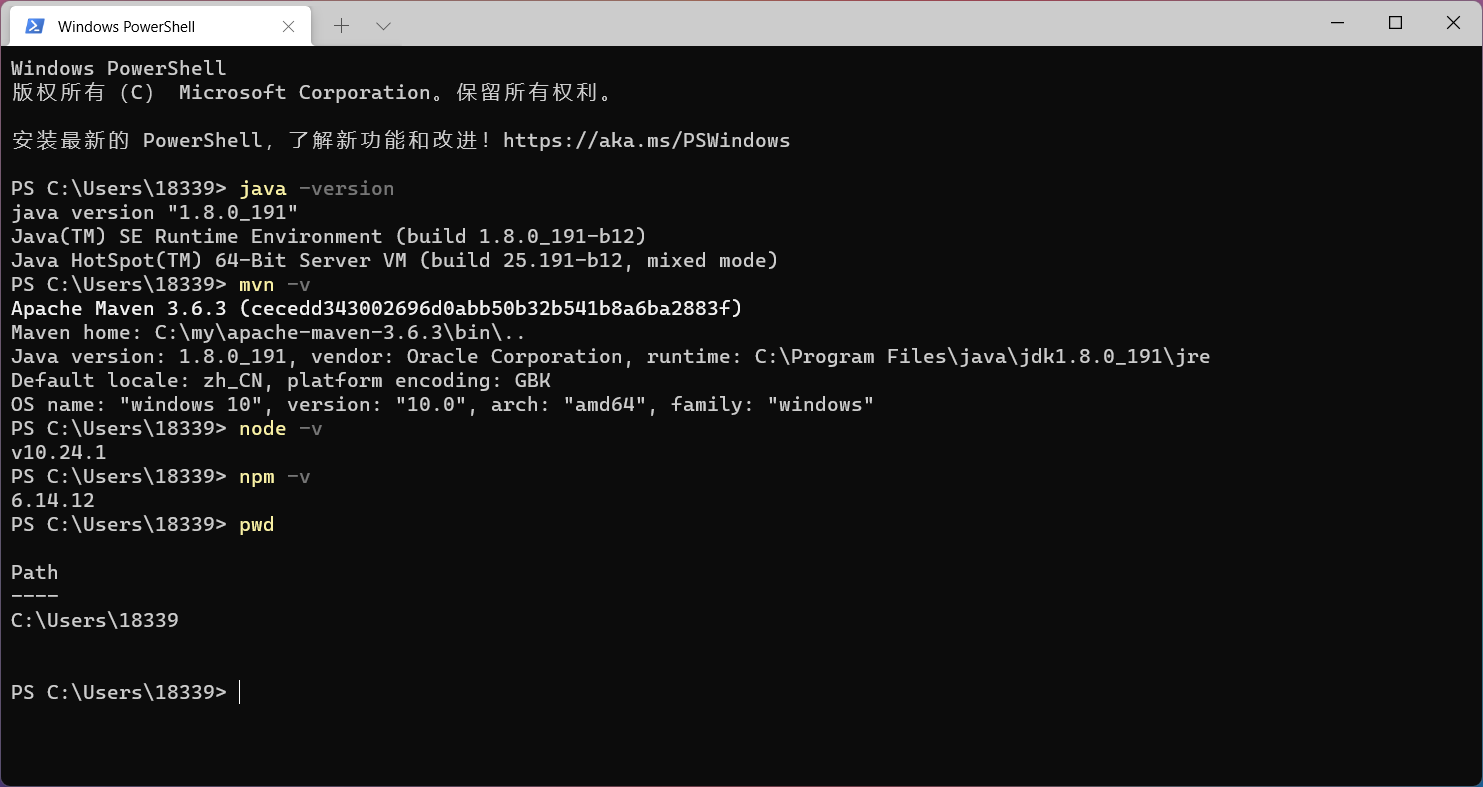 Windows PowerShell
Windows PowerShell
版权所有 (C) Microsoft Corporation。保留所有权利。
安装最新的 PowerShell，了解新功能和改进！https://aka.ms/PSWindows
PS C:\Users\18339> java -version
java version "1.8.0_191"
Java(TM) SE Runtime Environment (build 1.8.0_191-b12)
Java HotSpot(TM) 64-Bit Server VM (build 25.191-b12, mixed mode)
PS C:\Users\18339> mvn -v
Apache Maven 3.6.3 (cecedd343002696d0abb50b32b541b8a6ba2883f)
Maven home: C:\my\apache-maven-3.6.3\bin\..
Java version: 1.8.0_191, vendor: Oracle Corporation, runtime: C:\Program Files\java\jdk1.8.0_191\jre
Default locale: zh_CN, platform encoding: GBK
OS name: "windows 10", version: "10.0", arch: "amd64", family: "windows"
PS C:\Users\18339> node -v
v10.24.1
PS C:\Users\18339> npm -v
6.14.12
PS C:\Users\18339> pwd
Path
----
C:\Users\18339
PS C:\Users\18339>